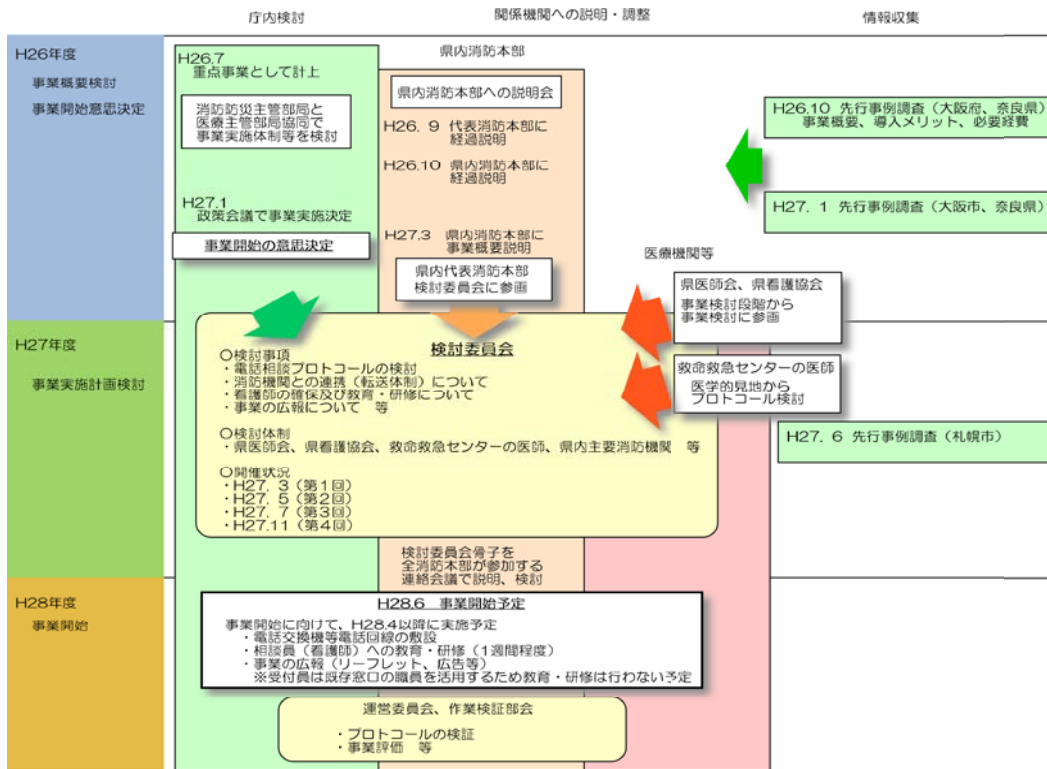 庁内検討
関係機関への説明・調整
情報収集
H26年度
事業概要検討
事業開始意思決定
H26.7
重点事業として計上
消防防災主管部局と
医療主管部局協同で
事業実施体制等を検討
H27.1
政策会議で事業実施決定
事業開始の意思決定
県内消防本部
県内消防本部への説明会
H26. 9 代表消防本部に
経過説明
H26.10 県内消防本部に
経過説明
H27.3 県内消防本部に
事業概要説明
県内代表消防本部
検討委員会に参画
医療機関等
県医師会、県看護協会
事業検討段階から
事業検討に参画
救命救急センターの医師
医学的見地から
プロトコール検討
H26.10 先行事例調査（大阪府、奈良県）
事業概要、導入メリット、必要経費
H27. 1 先行事例調査（大阪市、奈良県）
H27. 6 先行事例調査（札幌市）
H27年度
事業実施計画検討
検討委員会
○検討事項
・電話相談プロトコールの検討
・消防機関との連携（転送体制）について
・看護師の確保及び教育・研修について
・事業の広報について 等
○検討体制
・県医師会、県看護協会、救命救急センターの医師、県内主要消防機関 等
○開催状況
・H27. 3（第1回）
・H27. 5（第2回）
・H27. 7（第3回）
・H27.11（第4回）
検討委員会骨子を
全消防本部が参加する
連絡会議で説明、検討
H28年度
事業開始
H28.6 事業開始予定
事業開始に向けて、H28.4以降に実施予定
・電話交換機等電話回線の敷設
・相談員（看護師）への教育・研修（1週間程度）
・事業の広報（リーフレット、広告等）
※受付員は既存窓口の職員を活用するため教育・研修は行わない予定
運営委員会、作業検証部会
・プロトコールの検証
・事業評価 等